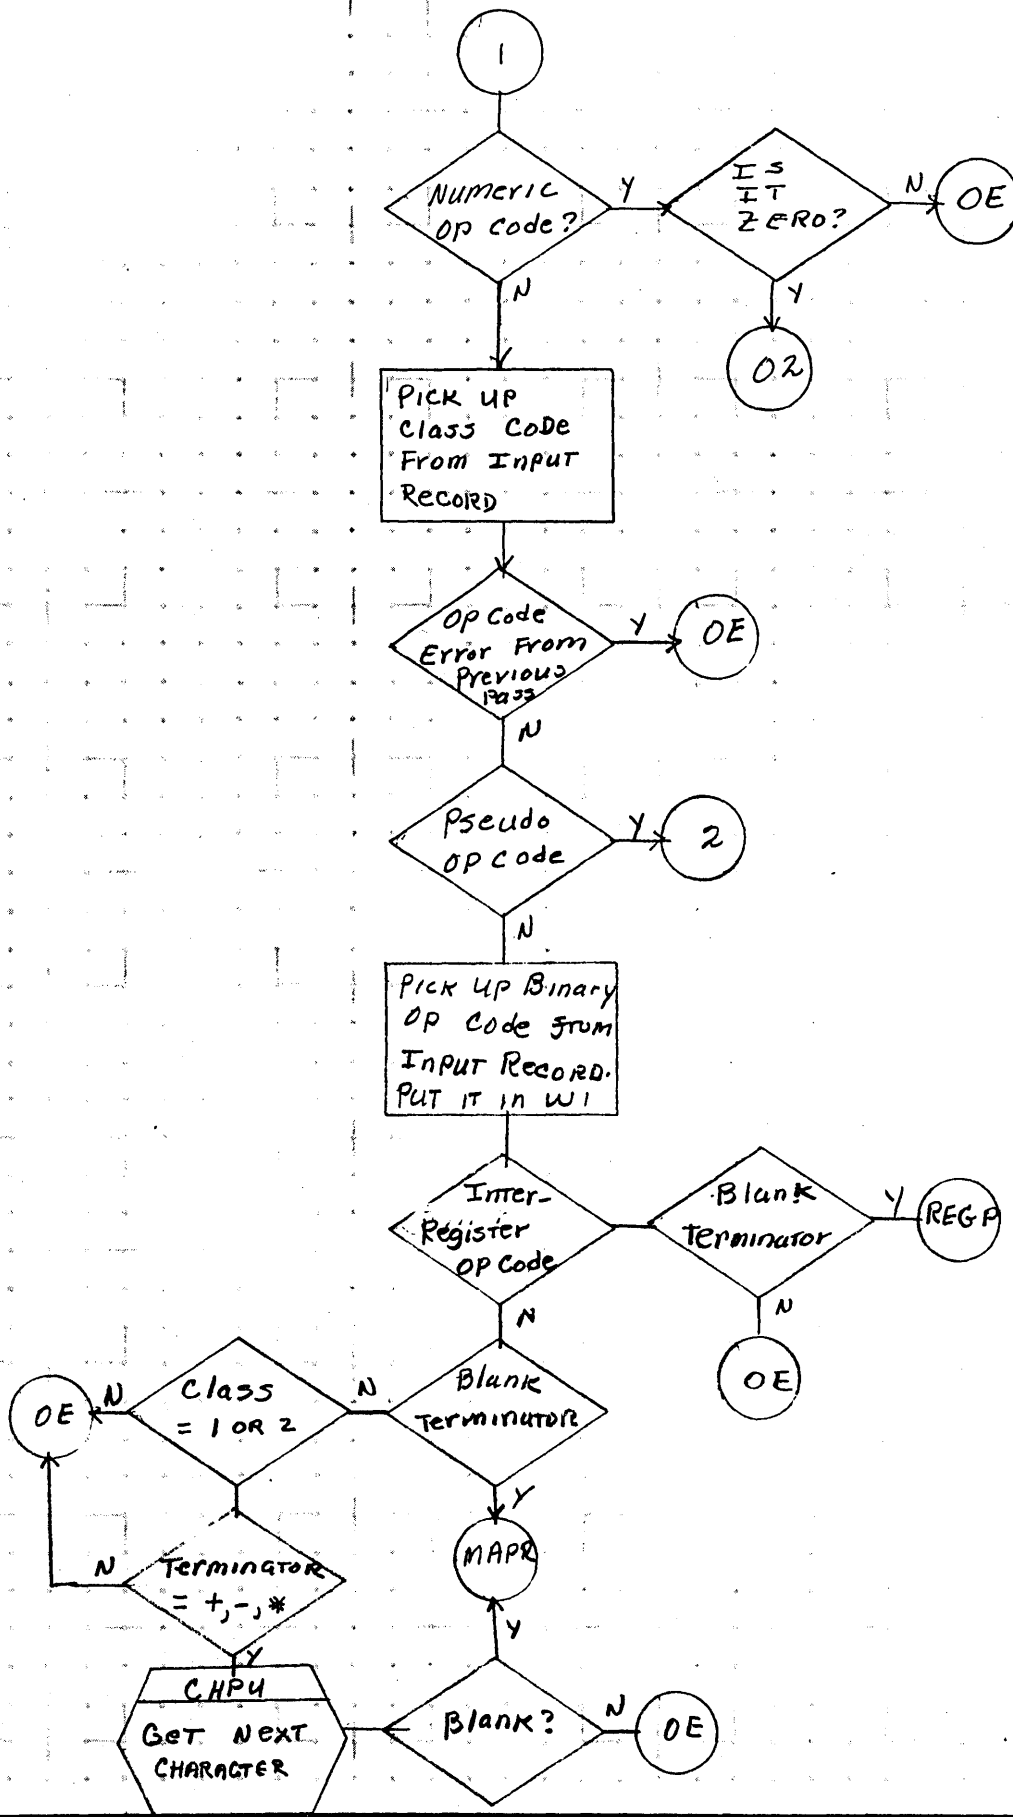 1
Numeric
Op Code?
Y
IS
IT
ZERO?
N
OE
N
Y
02
Pick up
Class Code
From Input
Record
Op Code
Error From
Previous
Pass
Y
OE
N
Pseudo
Op Code
Y
2
N
Pick up Binary
Op Code from
Input Record.
Put it in W1
Inter-
Register
Op Code
Blank
Terminator
Y
REGP
N
N
OE
Blank
Terminator
N
Class
= 1 OR 2
N
OE
Y
MAPR
Terminator
= +,-,*
N
Y
Y
CHPU
Get Next
Character
Blank?
N
OE